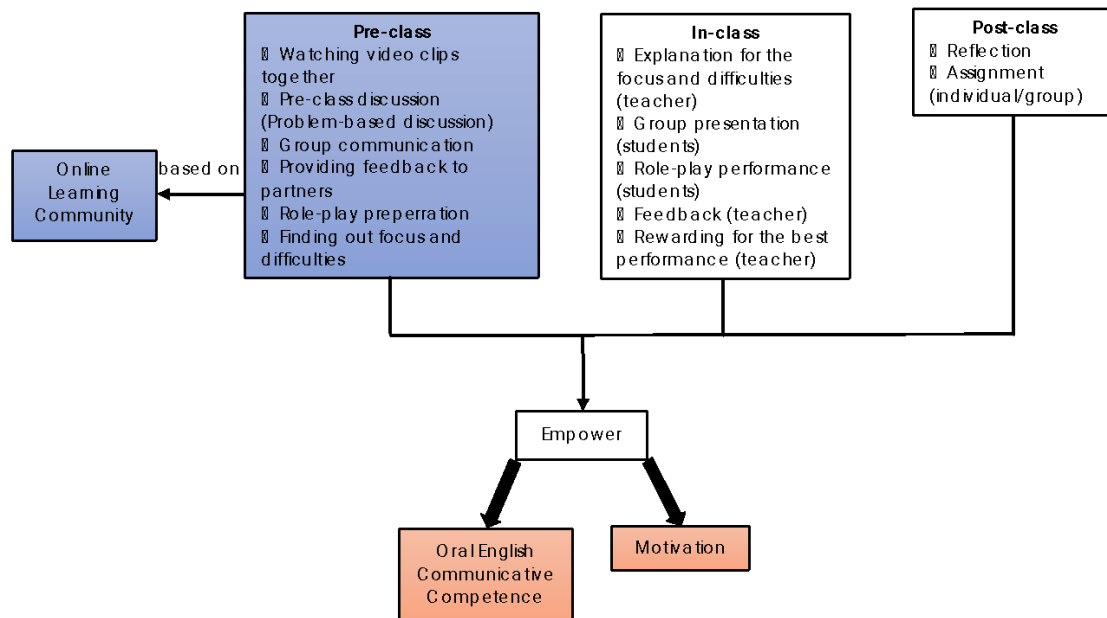 Pre-class
▯ Watching video clips
together
▯ Pre-class discussion
(Problem-based discussion)
▯ Group communication
▯ Providing feedback to
partners
▯ Role-play preperration
▯ Finding out focus and
difficulties
In-class
▯ Explanation for the
focus and difficulties
(teacher)
▯ Group presentation
(students)
▯ Role-play performance
(students)
▯ Feedback (teacher)
▯ Rewarding for the best
performance (teacher)
Post-class
▯ Reflection
▯ Assignment
(individual/group)
based on
Online
Learning
Community
Empower
Oral English
Communicative
Competence
Motivation